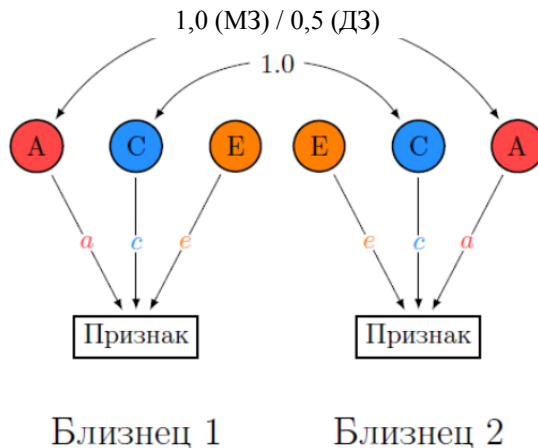 1,0 (МЗ) / 0,5 (ДЗ)
1.0
A C E E C A
a c e e c a
Признак Признак
Близнец 1 Близнец 2